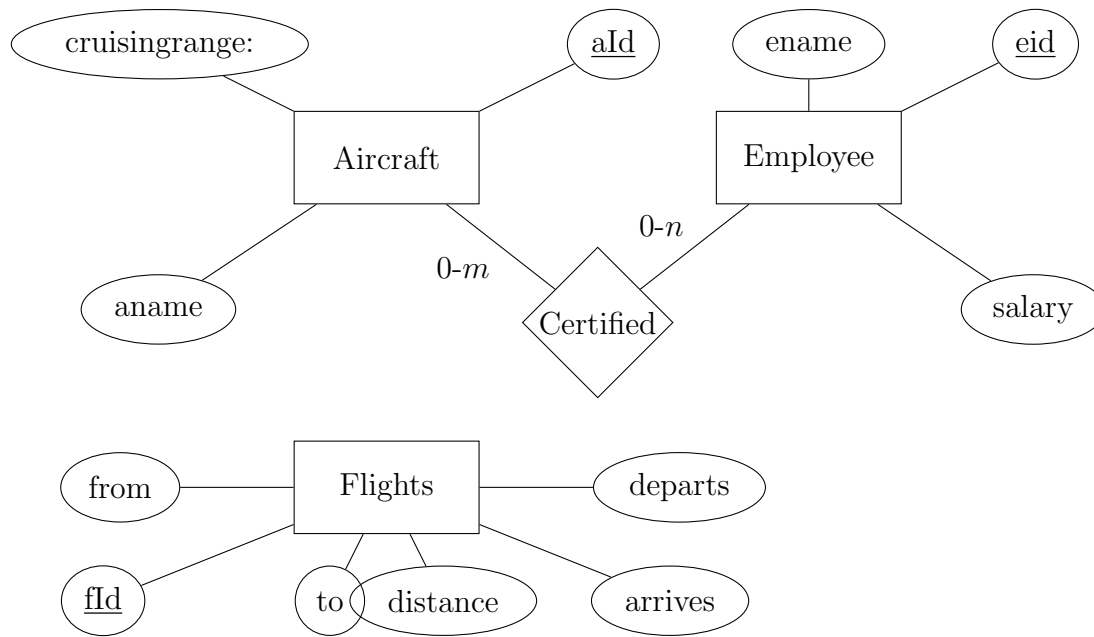 cruisingrange:
aId
ename
eid
Aircraft
Employee
0-n
0-m
aname
Certified
salary
from
Flights
departs
fId
to
distance
arrives